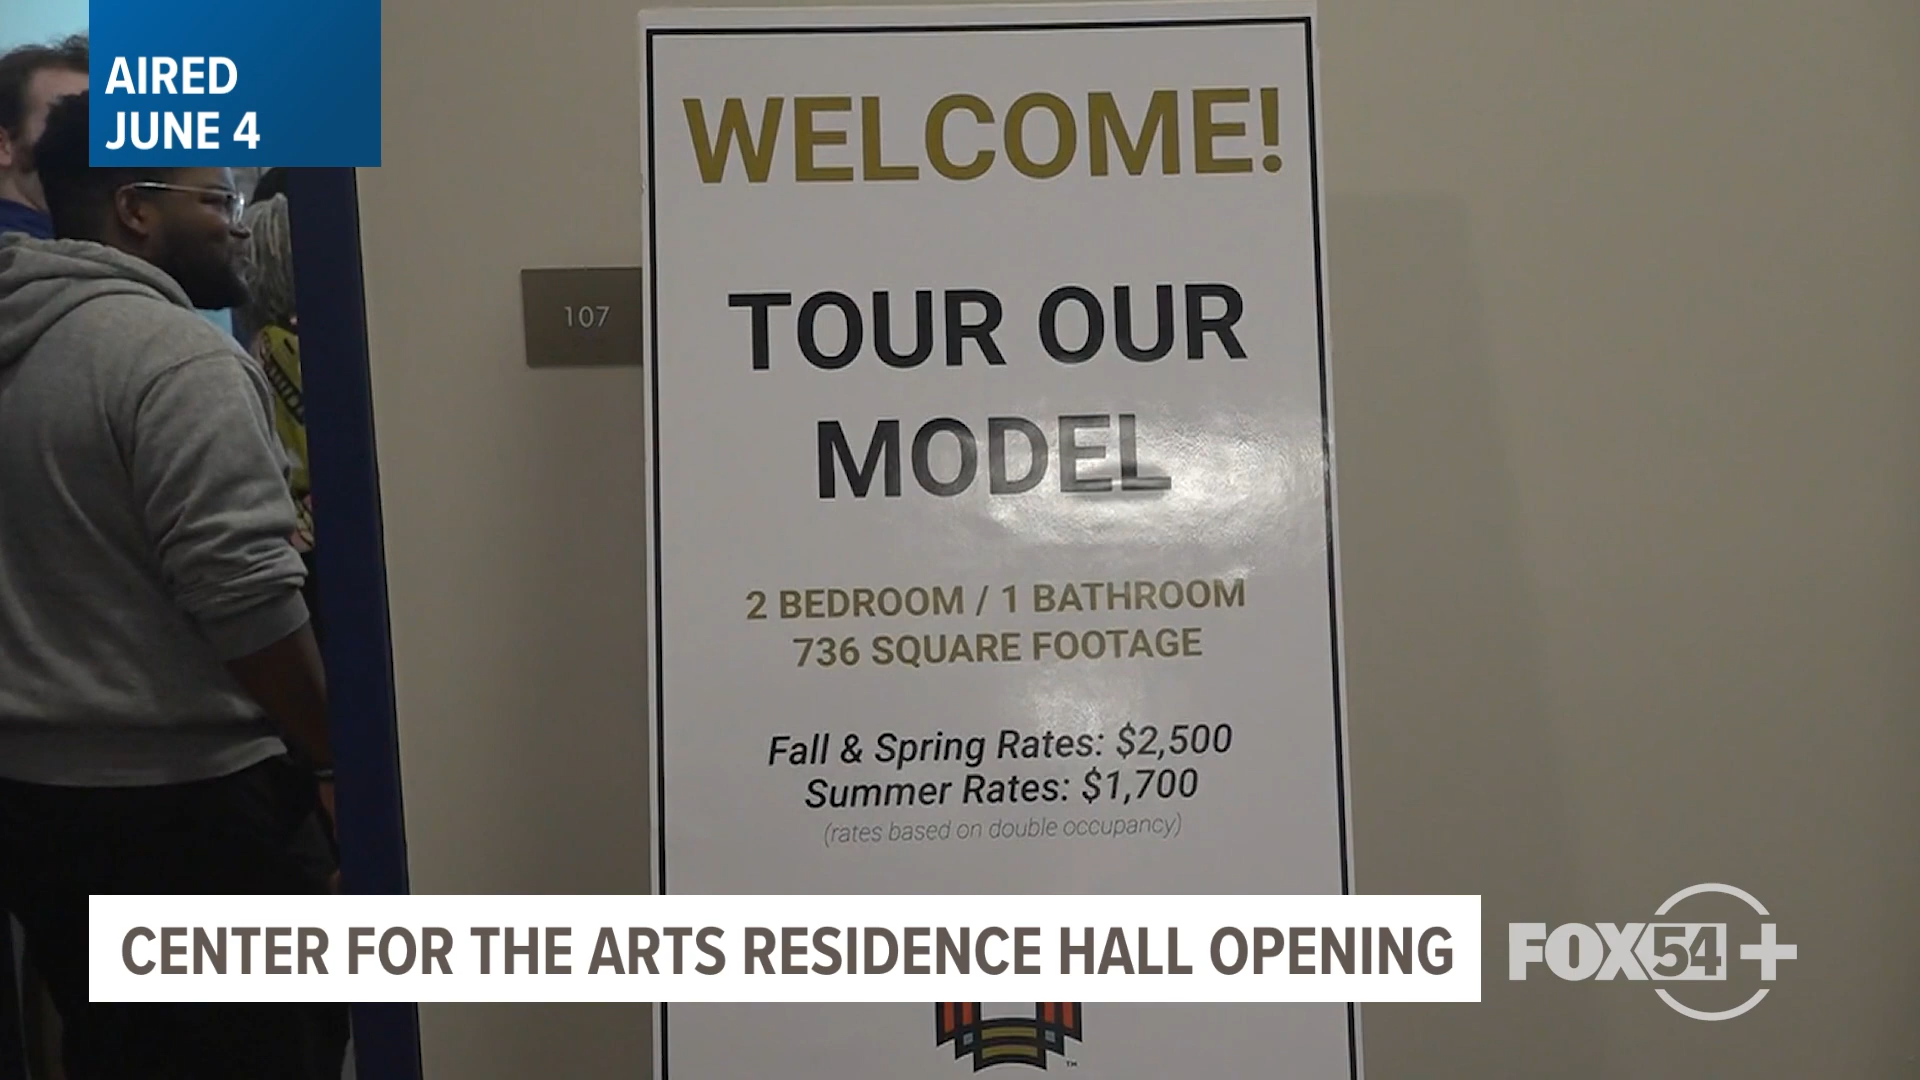 AIRED
JUNE 4
WELCOME!
107
TOUR OUR
MODEL
2 BEDROOM / 1 BATHROOM
736 SQUARE FOOTAGE
Fall & Spring Rates: $2,500
Summer Rates: $1,700
(rates based on double occupancy)
CENTER FOR THE ARTS RESIDENCE HALL OPENING
FOX54+
TM